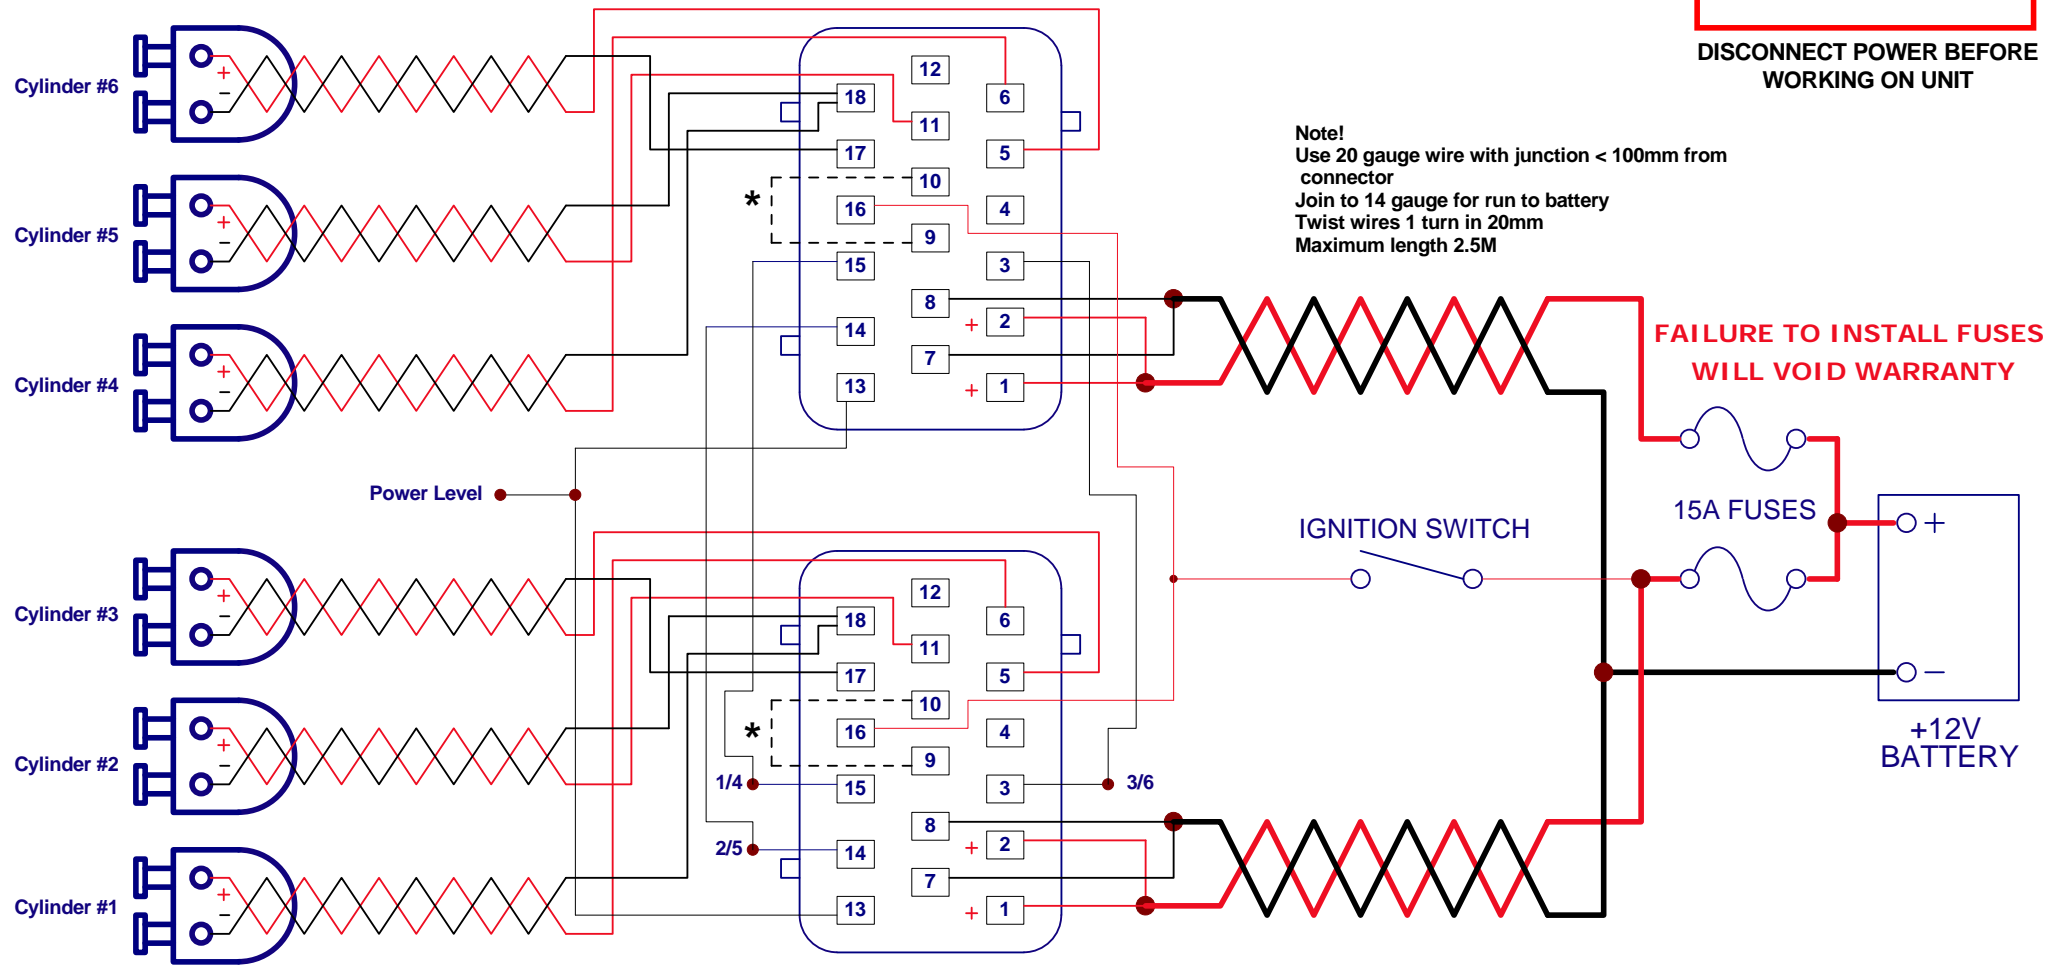 DISCONNECT POWER BEFORE
WORKING ON UNIT
Note!
Use 20 gauge wire with junction < 100mm from
connector
Join to 14 gauge for run to battery
Twist wires 1 turn in 20mm
Maximum length 2.5M
Cylinder #6
+
−
Cylinder #5
+
−
Cylinder #4
+
−
12
18
6
11
17
5
10
*
16
4
9
15
3
8
14
+ 2
7
13
+ 1
FAILURE TO INSTALL FUSES
WILL VOID WARRANTY
Power Level
15A FUSES
IGNITION SWITCH
+
−
+12V
BATTERY
Cylinder #3
+
−
Cylinder #2
+
−
Cylinder #1
+
−
12
18
6
11
17
5
10
*
16
4
9
1/4
15
3
3/6
8
2/5
14
+ 2
7
13
+ 1